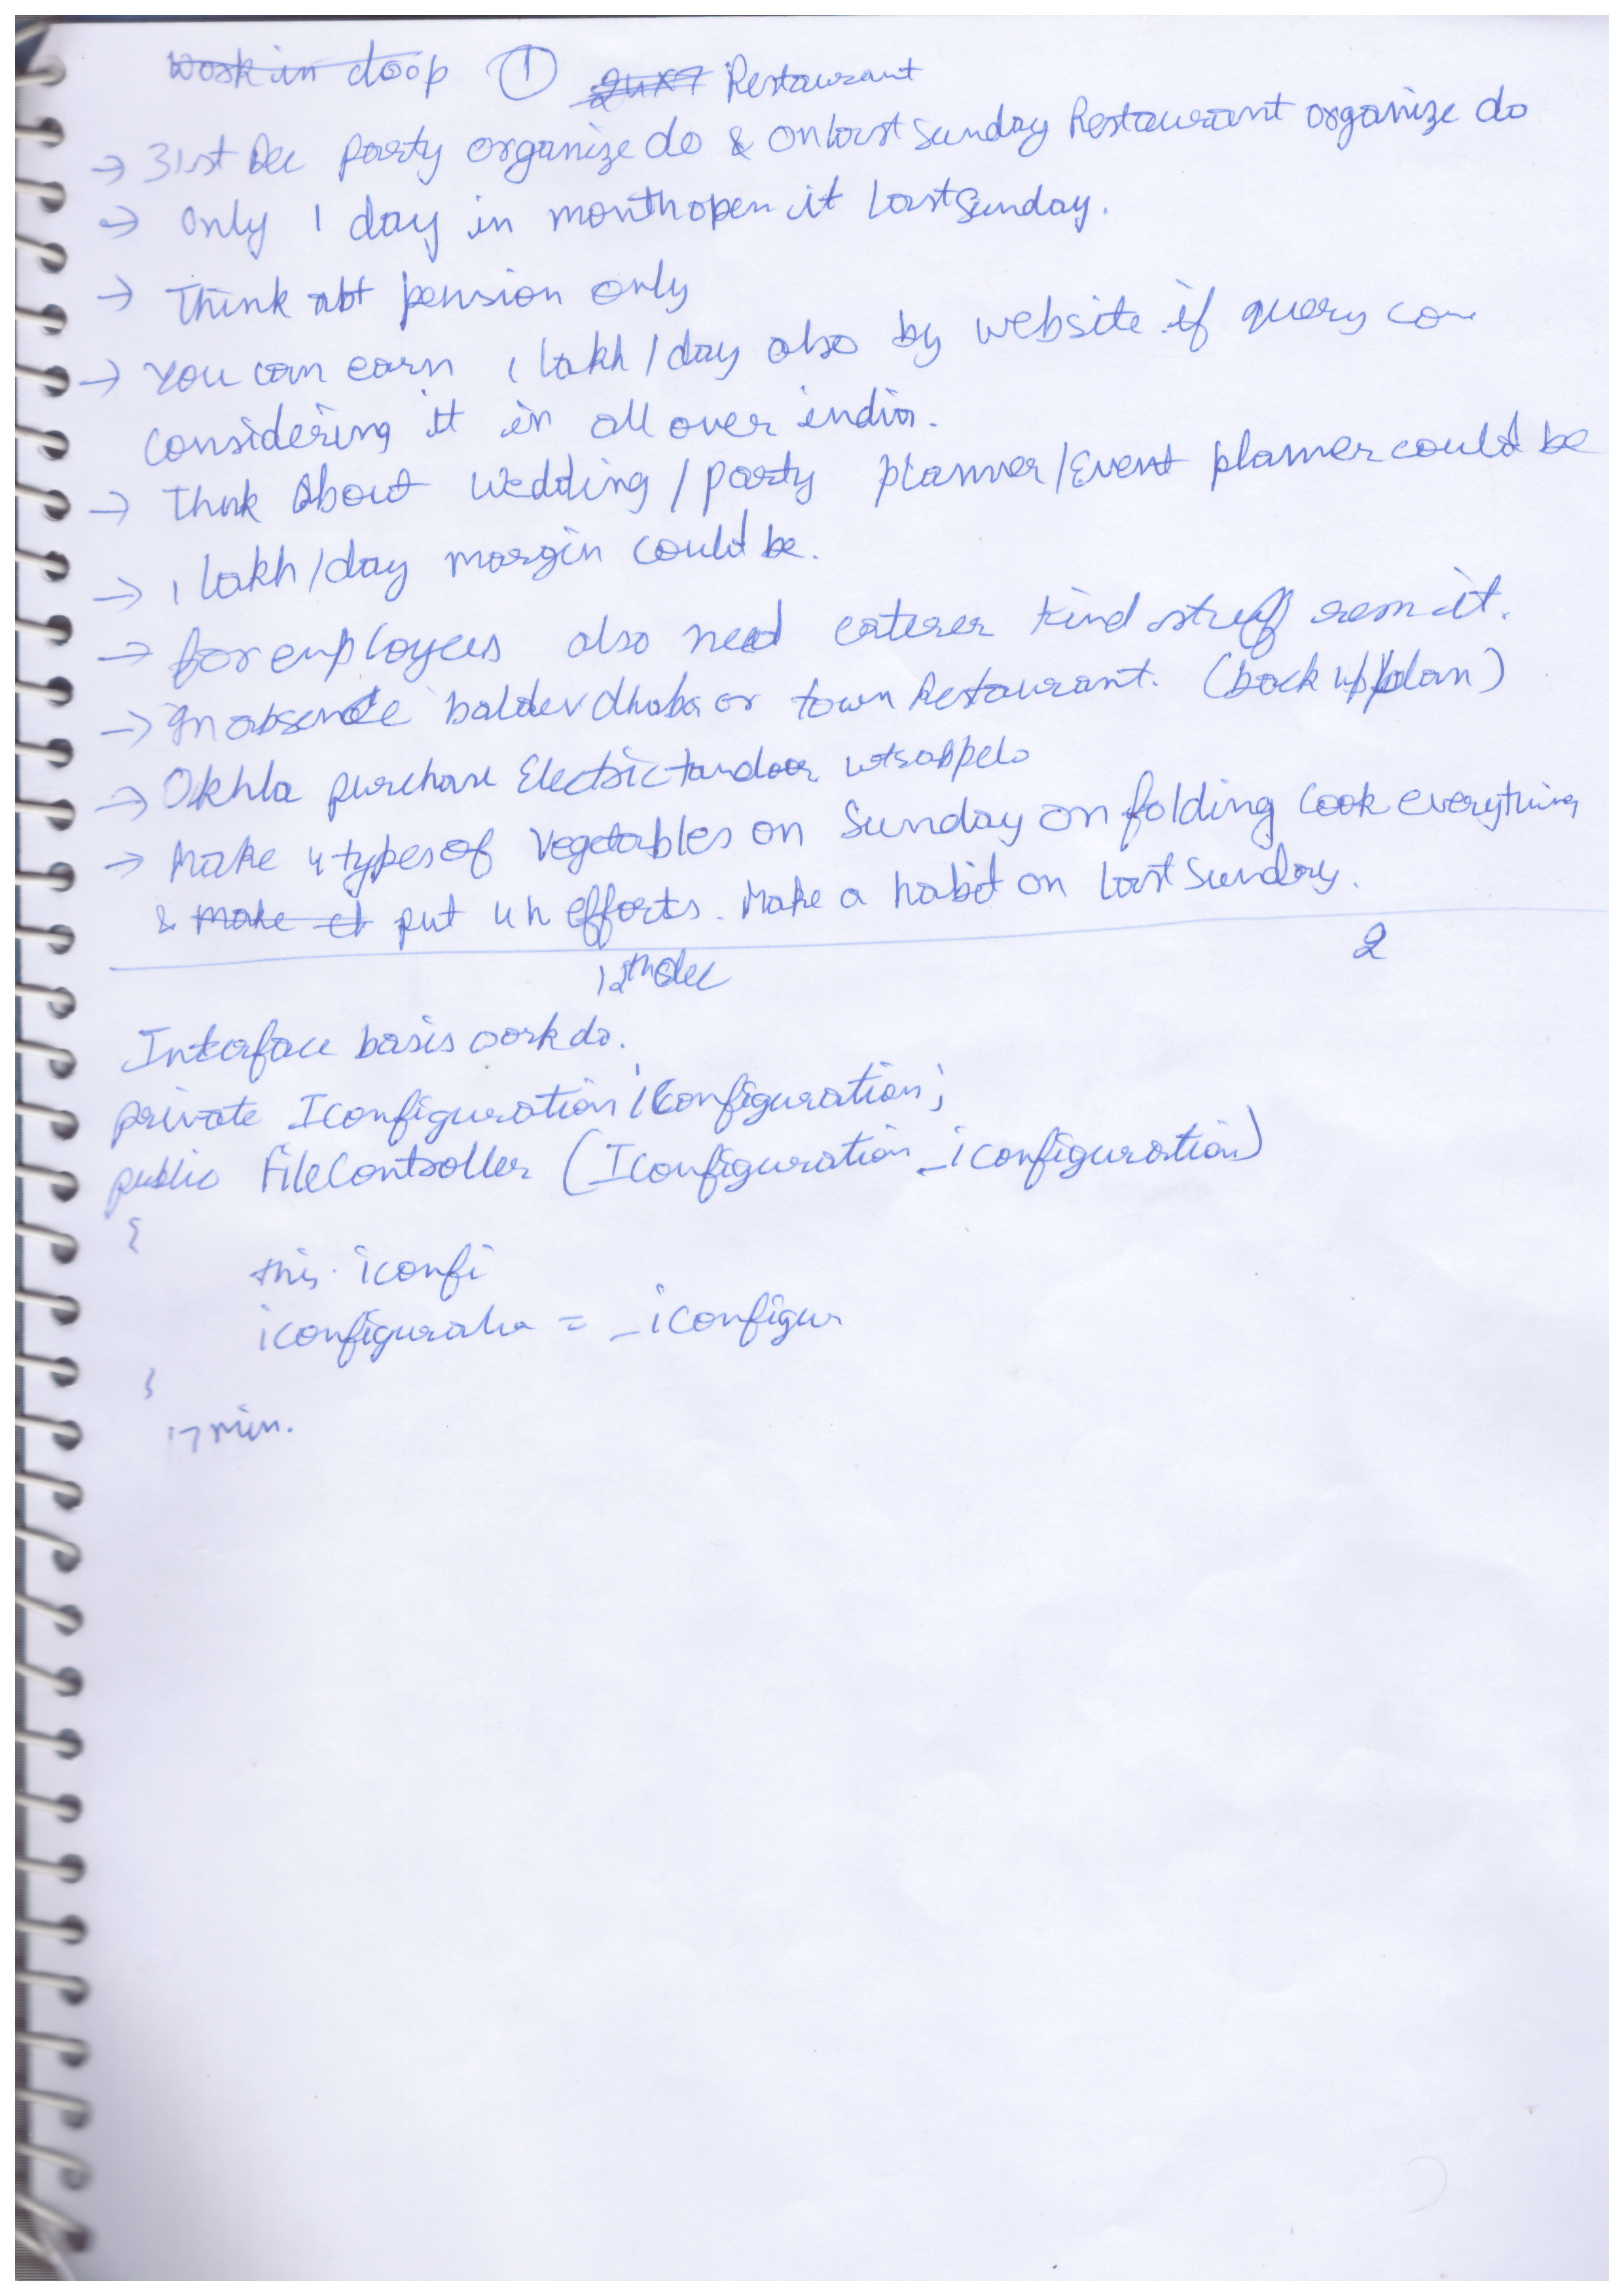 Work in doop 1 24x7 Restaurant
→ 31st Dec party organize do & on last sunday Restaurant organize do
→ only 1 day in month open it last Sunday.
→ Think abt pension only
→ You can earn 1 lakh/day also by website if query com
considering it in all over india.
→ Think About Wedding/party planner/Event planner could be
→ 1 lakh/day margin could be.
→ for employees also need caterer kind stuff it.
→ In absence baldev dhaba or town Restaurant. (back up plan)
→ Okhla purchase Electric tandoor
→ Make 4 types of Vegetables on Sunday on folding Cook everything
& make it put 4h efforts. Make a habit on last Sunday.
12th dec 2
Interface basis work do.
private IConfiguration iConfiguration;
public FileController (IConfiguration _iconfiguration)
{
this. iconfi
= _iconfigur
}
17 min.